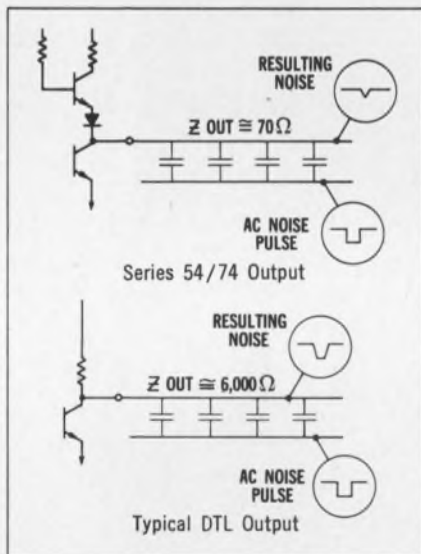 RESULTING
NOISE
Z OUT ≅ 70Ω
AC NOISE
PULSE
Series 54/74 Output
RESULTING
NOISE
Z OUT ≅ 6,000Ω
AC NOISE
PULSE
Typical DTL Output